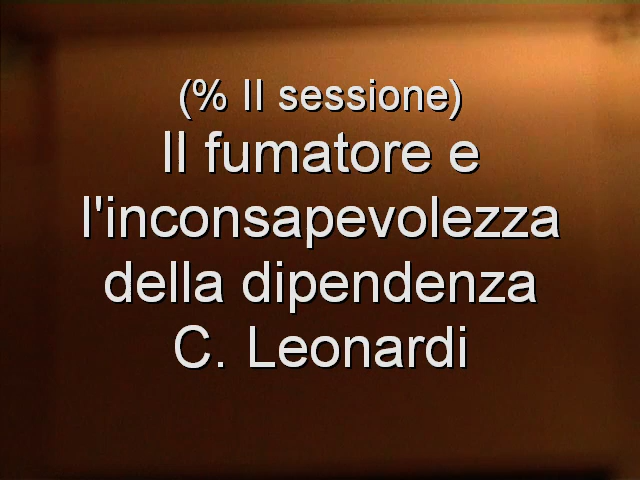 (% II sessione)
Il fumatore e
l'inconsapevolezza
della dipendenza
C. Leonardi